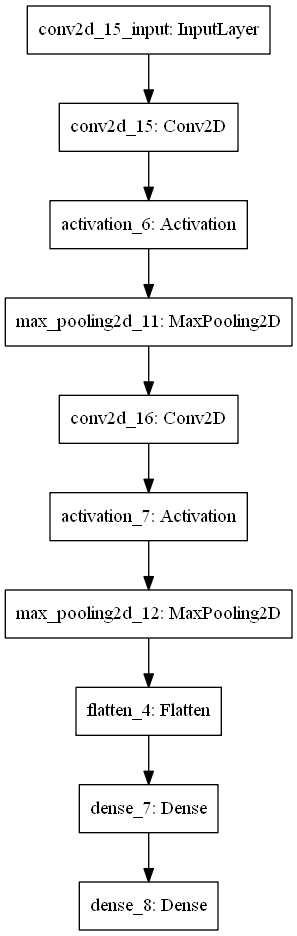 conv2d_15_input: InputLayer
conv2d_15: Conv2D
activation_6: Activation
max_pooling2d_11: MaxPooling2D
conv2d_16: Conv2D
activation_7: Activation
max_pooling2d_12: MaxPooling2D
flatten_4: Flatten
dense_7: Dense
dense_8: Dense